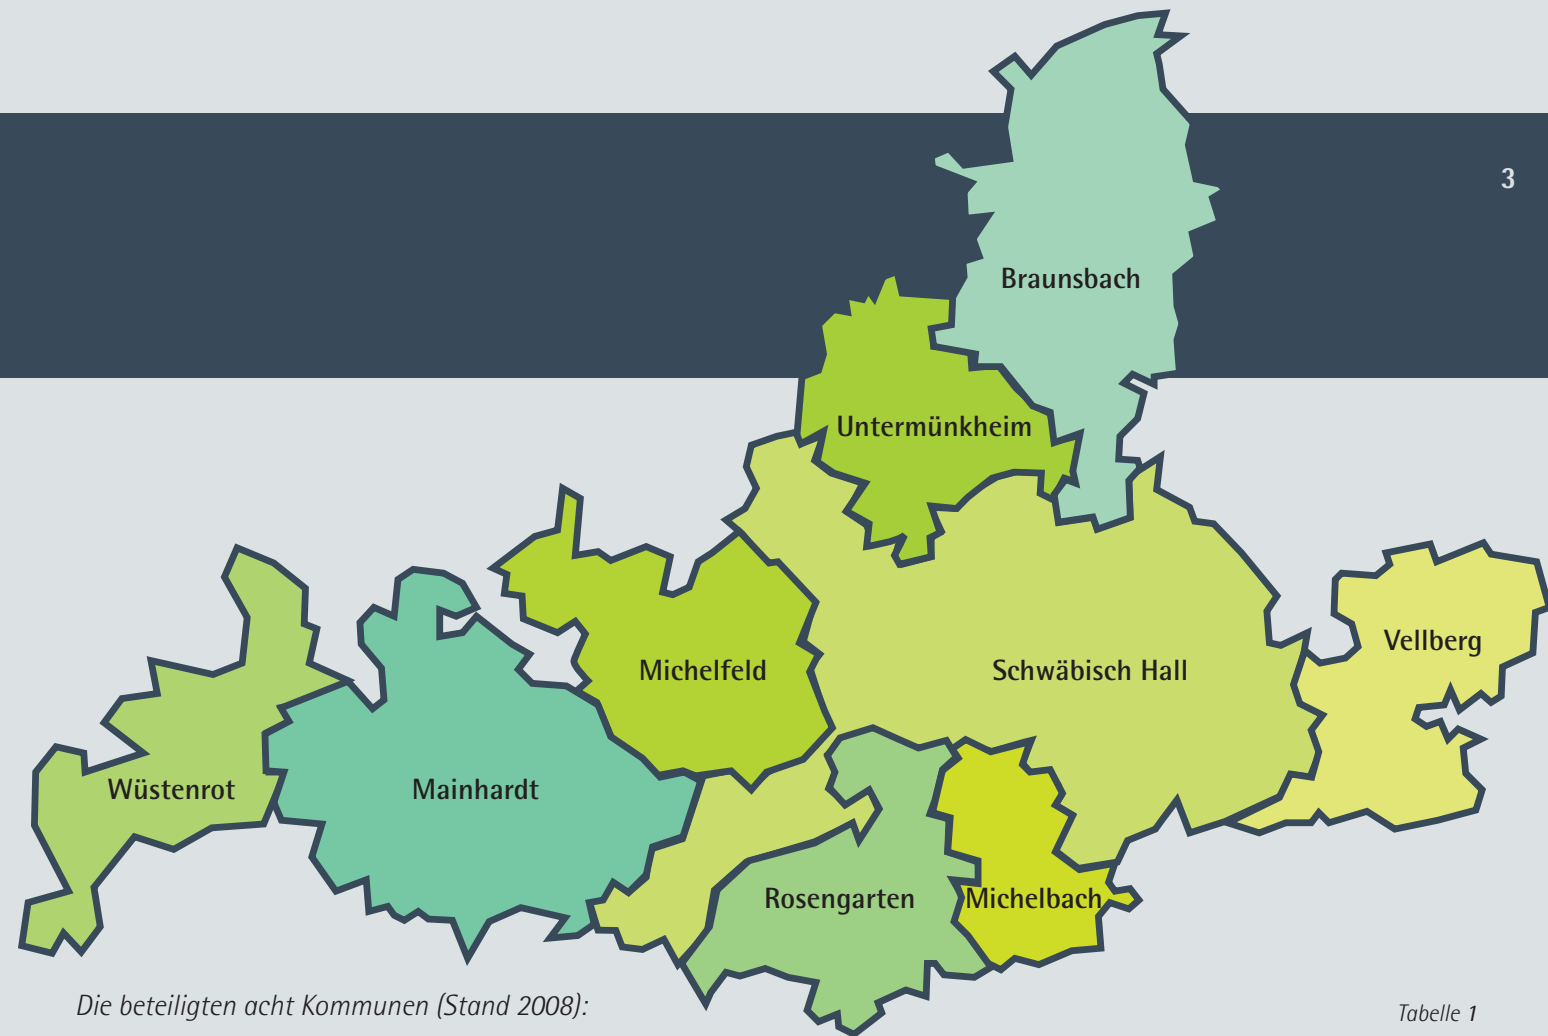 3
Braunsbach
Untermünkheim
Vellberg
Michelfeld
Schwäbisch Hall
Wüstenrot
Mainhardt
Rosengarten
Michelbach
Die beteiligten acht Kommunen (Stand 2008):
Tabelle 1